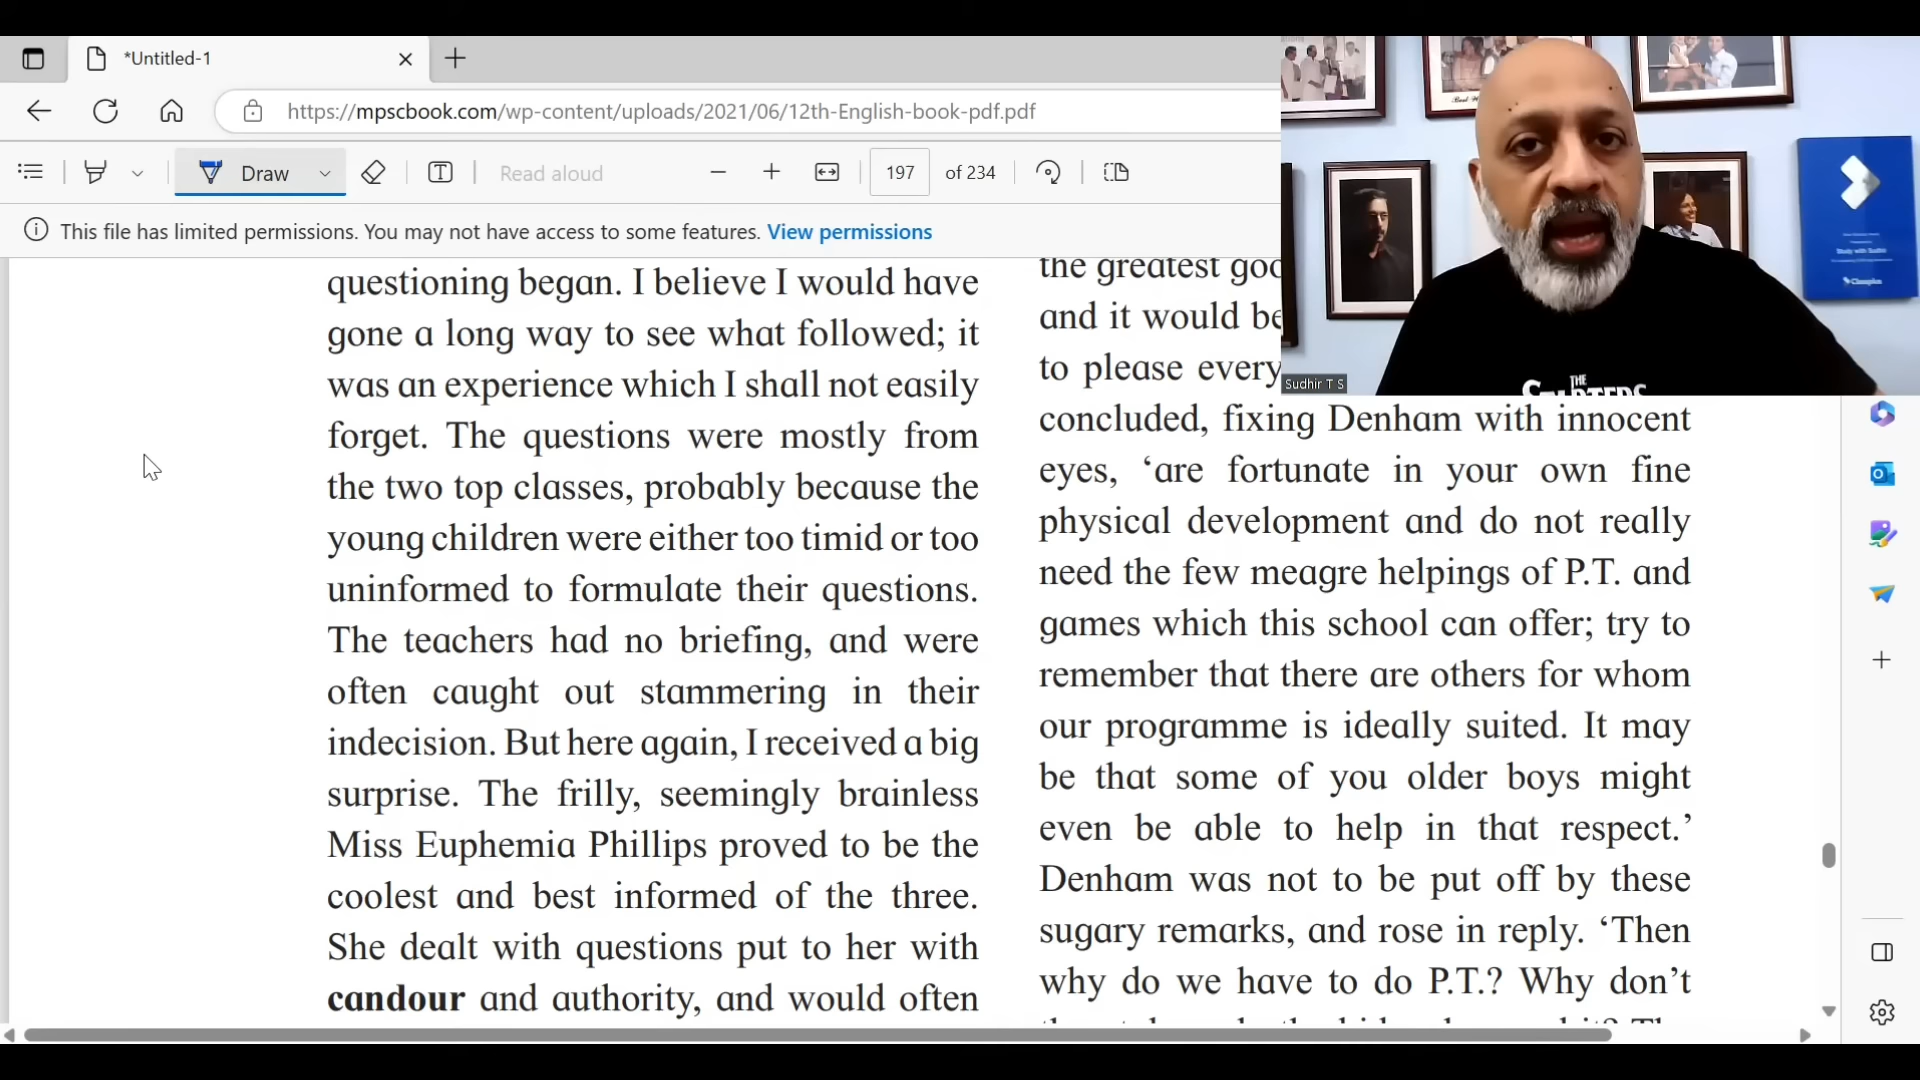 *Untitled-1
https://mpscbook.com/wp-content/uploads/2021/06/12th-English-book-pdf.pdf
Draw
Read aloud
197 of 234
This file has limited permissions. You may not have access to some features. View permissions
questioning began. I believe I would have
gone a long way to see what followed; it
was an experience which I shall not easily
forget. The questions were mostly from
the two top classes, probably because the
young children were either too timid or too
uninformed to formulate their questions.
The teachers had no briefing, and were
often caught out stammering in their
indecision. But here again, I received a big
surprise. The frilly, seemingly brainless
Miss Euphemia Phillips proved to be the
coolest and best informed of the three.
She dealt with questions put to her with
candour and authority, and would often
the greatest
and it would be
to please every
concluded, fixing Denham with innocent
eyes, ‘are fortunate in your own fine
physical development and do not really
need the few meagre helpings of P.T. and
games which this school can offer; try to
remember that there are others for whom
our programme is ideally suited. It may
be that some of you older boys might
even be able to help in that respect.’
Denham was not to be put off by these
sugary remarks, and rose in reply. ‘Then
why do we have to do P.T.? Why don’t
Sudhir T S
THE